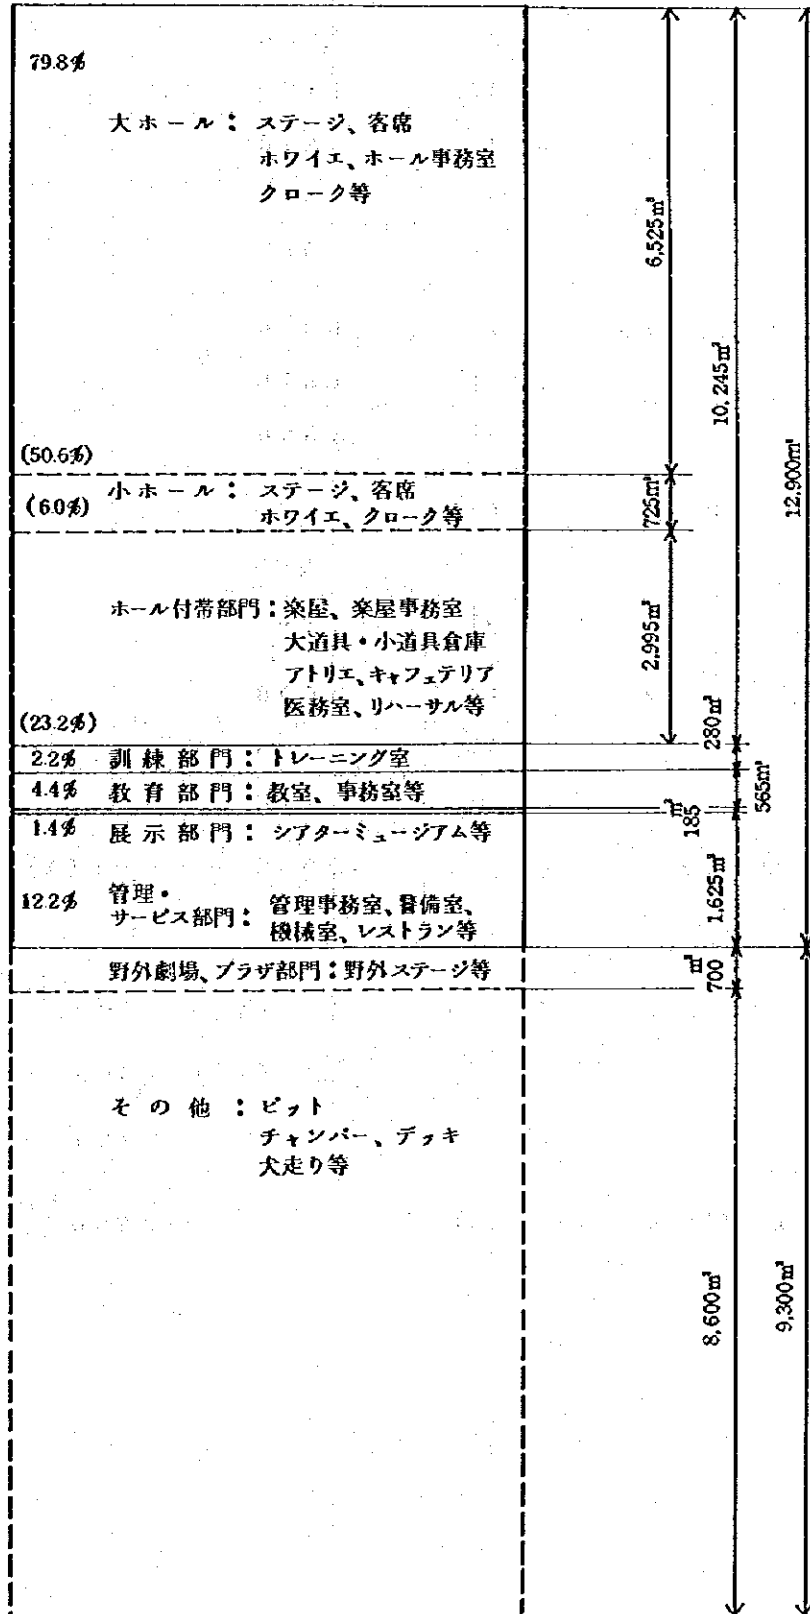 79.8%
大ホール： ステージ、客席
ホワイエ、ホール事務室
クローク等
(50.6%)
(6.0%) 小ホール： ステージ、客席
ホワイエ、クローク等
ホール付帯部門：楽屋、楽屋事務室
大道具・小道具倉庫
アトリエ、キャフェテリア
医務室、リハーサル等
(23.2%)
2.2% 訓練部門：トレーニング室
4.4% 教育部門：教室、事務室等
1.4% 展示部門： シアターミュージアム等
12.2% 管理・
サービス部門： 管理事務室、警備室、
機械室、レストラン等
野外劇場、プラザ部門：野外ステージ等
その他 ：ピット
チャンバー、デッキ
犬走り等
6,525㎡
725㎡
2,995㎡
10,245㎡
280㎡
565㎡
185㎡
1,625㎡
700㎡
8,600㎡
12,900㎡
9,300㎡